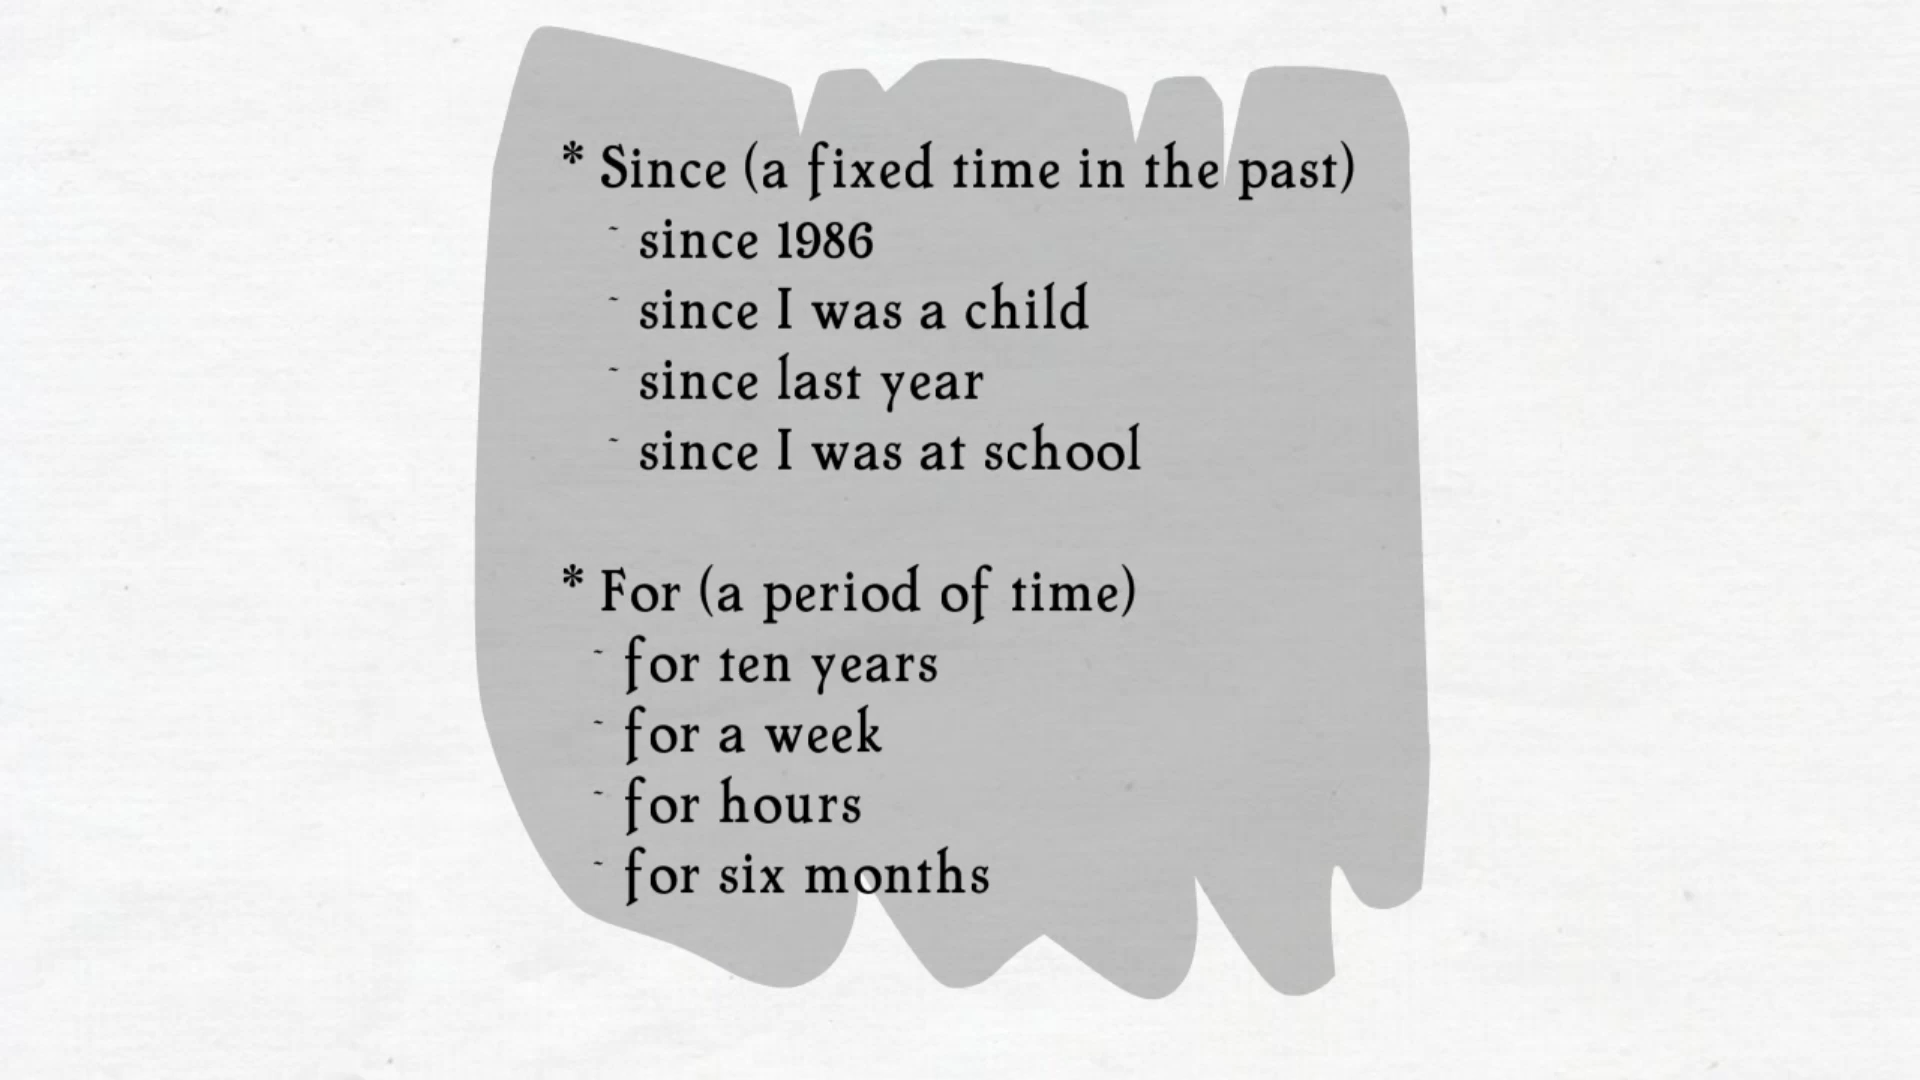 * Since (a fixed time in the past)
- since 1986
- since I was a child
- since last year
- since I was at school
* For (a period of time)
- for ten years
- for a week
- for hours
- for six months